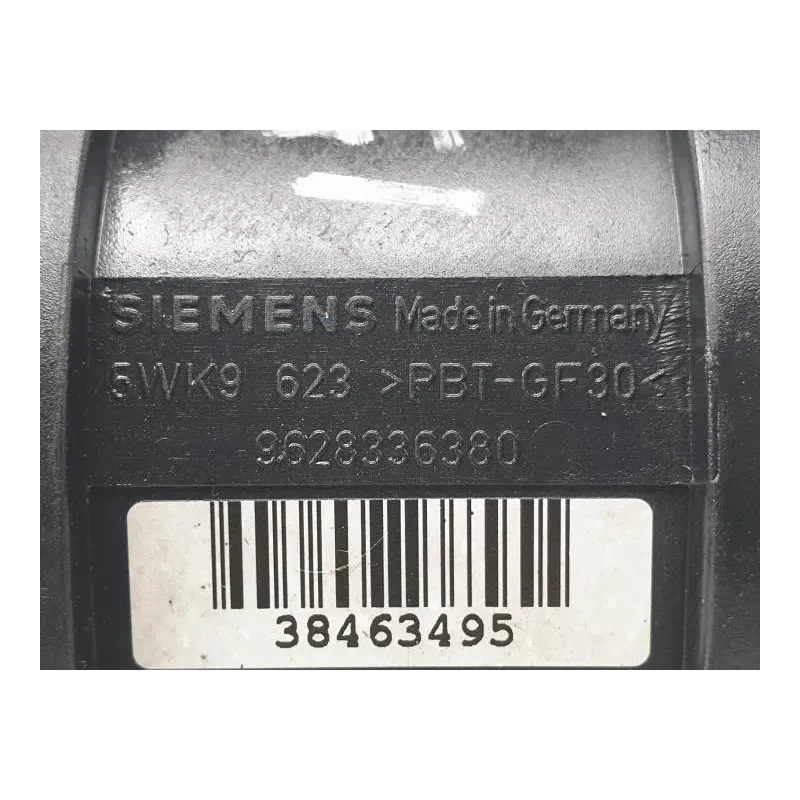 SIEMENS Made in Germany
5WK9 623 >PBT-GF30<
9628336380
38463495